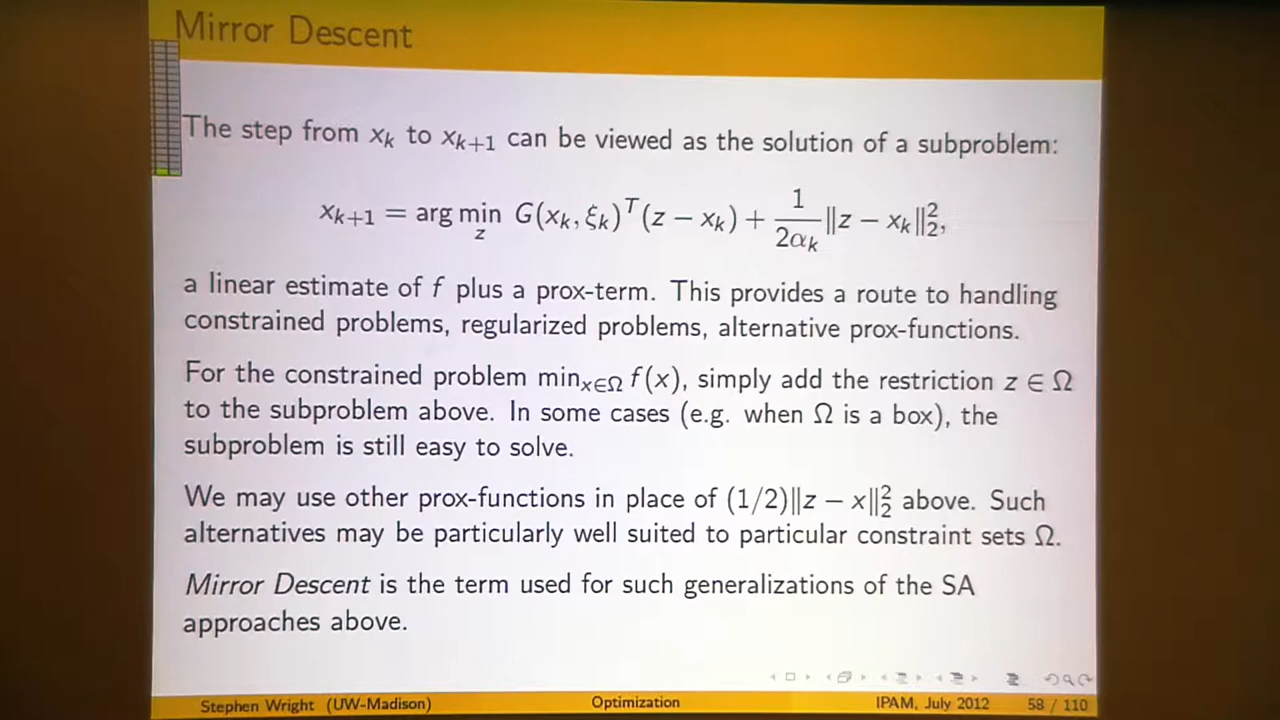 Mirror Descent
The step from x_k to x_{k+1} can be viewed as the solution of a subproblem:
x_{k+1} = arg min_z G(x_k, ξ_k)^T (z − x_k) + \frac{1}{2α_k} ‖z − x_k‖_2^2,
a linear estimate of f plus a prox-term. This provides a route to handling
constrained problems, regularized problems, alternative prox-functions.
For the constrained problem min_{x∈Ω} f(x), simply add the restriction z ∈ Ω
to the subproblem above. In some cases (e.g. when Ω is a box), the
subproblem is still easy to solve.
We may use other prox-functions in place of (1/2)‖z − x‖_2^2 above. Such
alternatives may be particularly well suited to particular constraint sets Ω.
Mirror Descent is the term used for such generalizations of the SA
approaches above.
Stephen Wright (UW-Madison) Optimization IPAM, July 2012 58 / 110